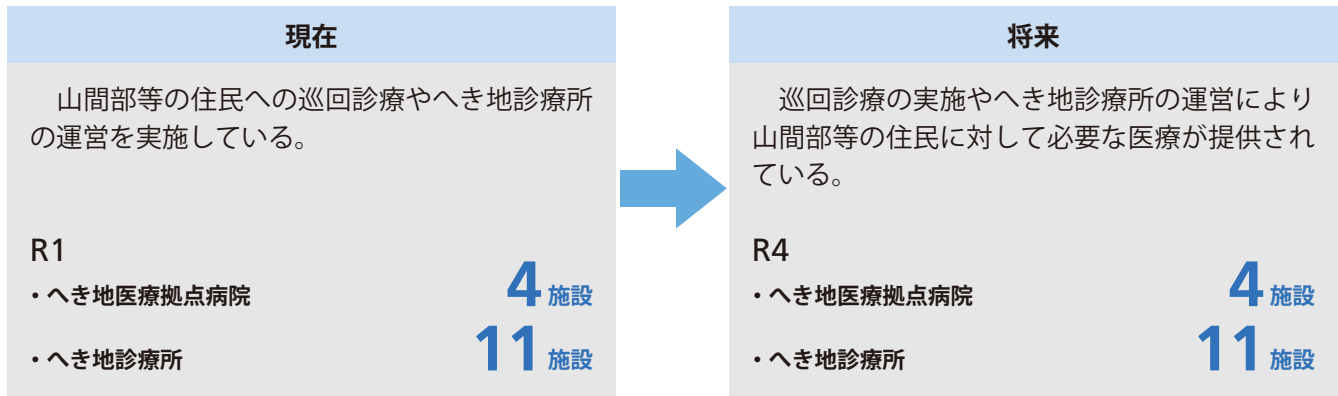 現在
　山間部等の住民への巡回診療やへき地診療所
の運営を実施している。
R1
・へき地医療拠点病院　4施設
・へき地診療所　11施設
将来
　巡回診療の実施やへき地診療所の運営により
山間部等の住民に対して必要な医療が提供され
ている。
R4
・へき地医療拠点病院　4施設
・へき地診療所　11施設